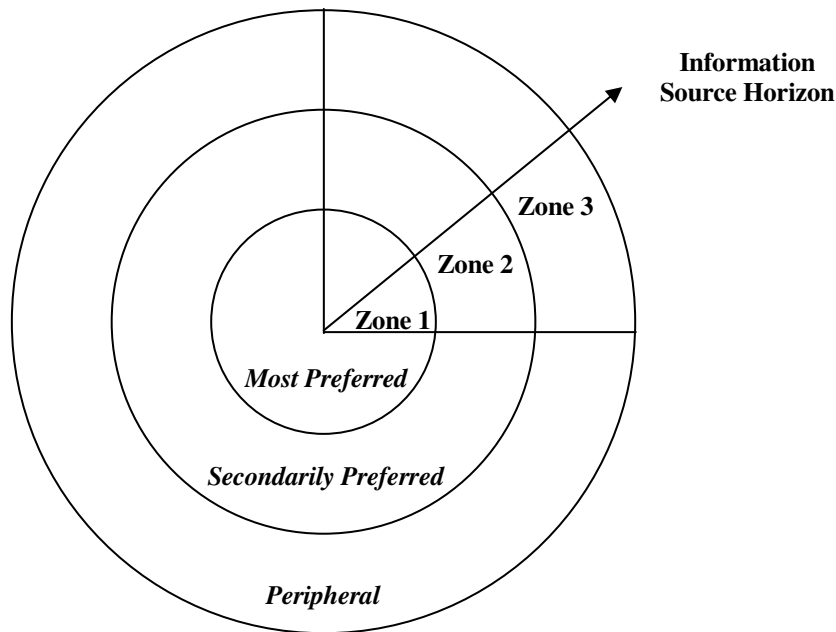 Information
Source Horizon
Zone 3
Zone 2
Zone 1
Most Preferred
Secondarily Preferred
Peripheral